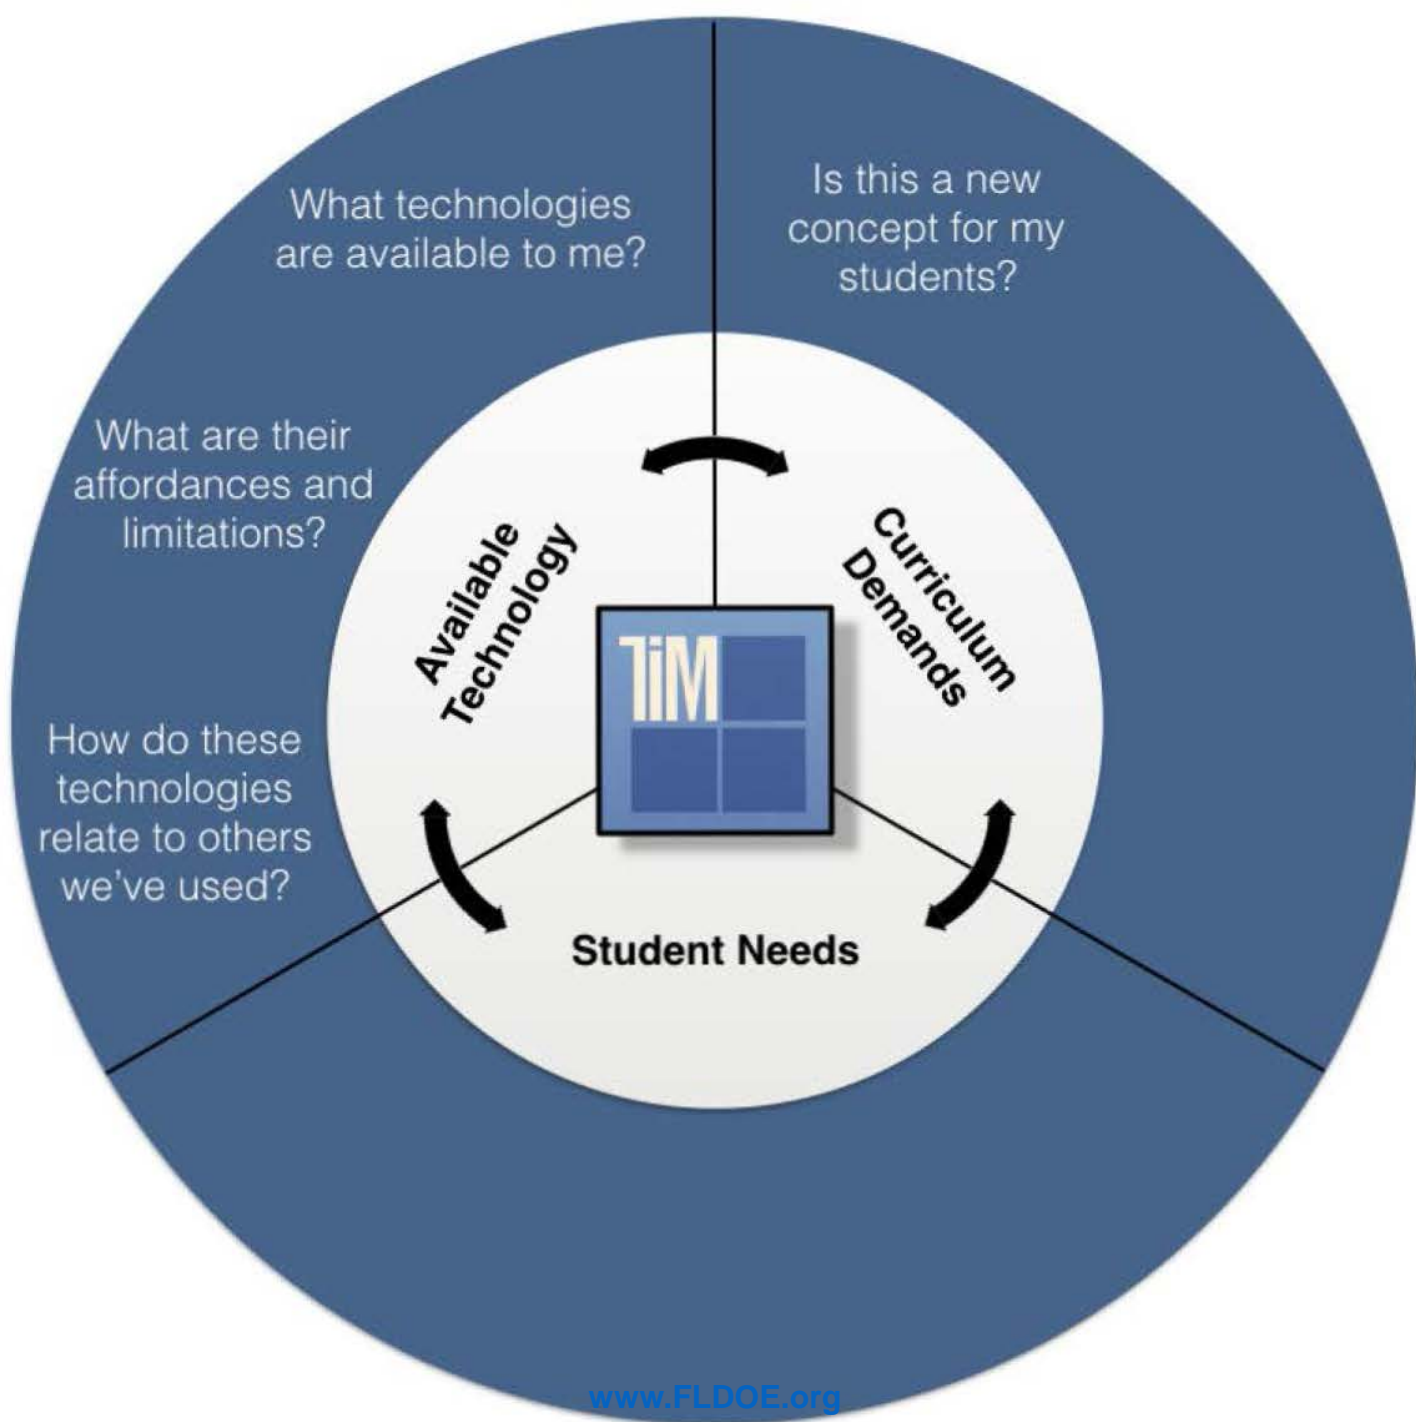 What technologies
are available to me?
Is this a new
concept for my
students?
What are their
affordances and
limitations?
How do these
technologies
relate to others
we've used?
Available
Technology
Curriculum
Demands
TiM
Student Needs
www.FLDOE.org